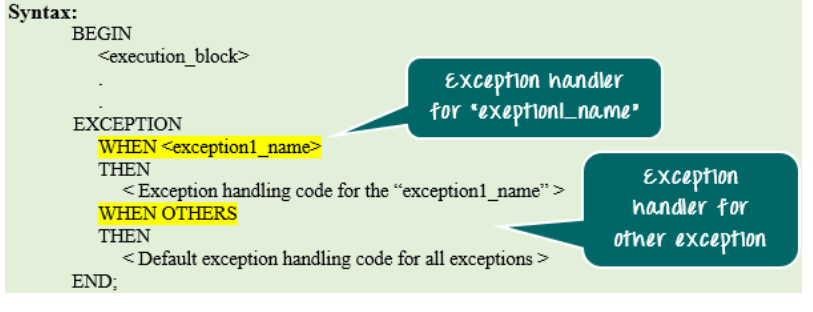 Syntax:
BEGIN
<execution_block>
.
.
EXCEPTION
WHEN <exception1_name>
THEN
< Exception handling code for the “exception1_name” >
WHEN OTHERS
THEN
< Default exception handling code for all exceptions >
END;
Exception handler
for "exeption1_name"
Exception
handler for
other exception